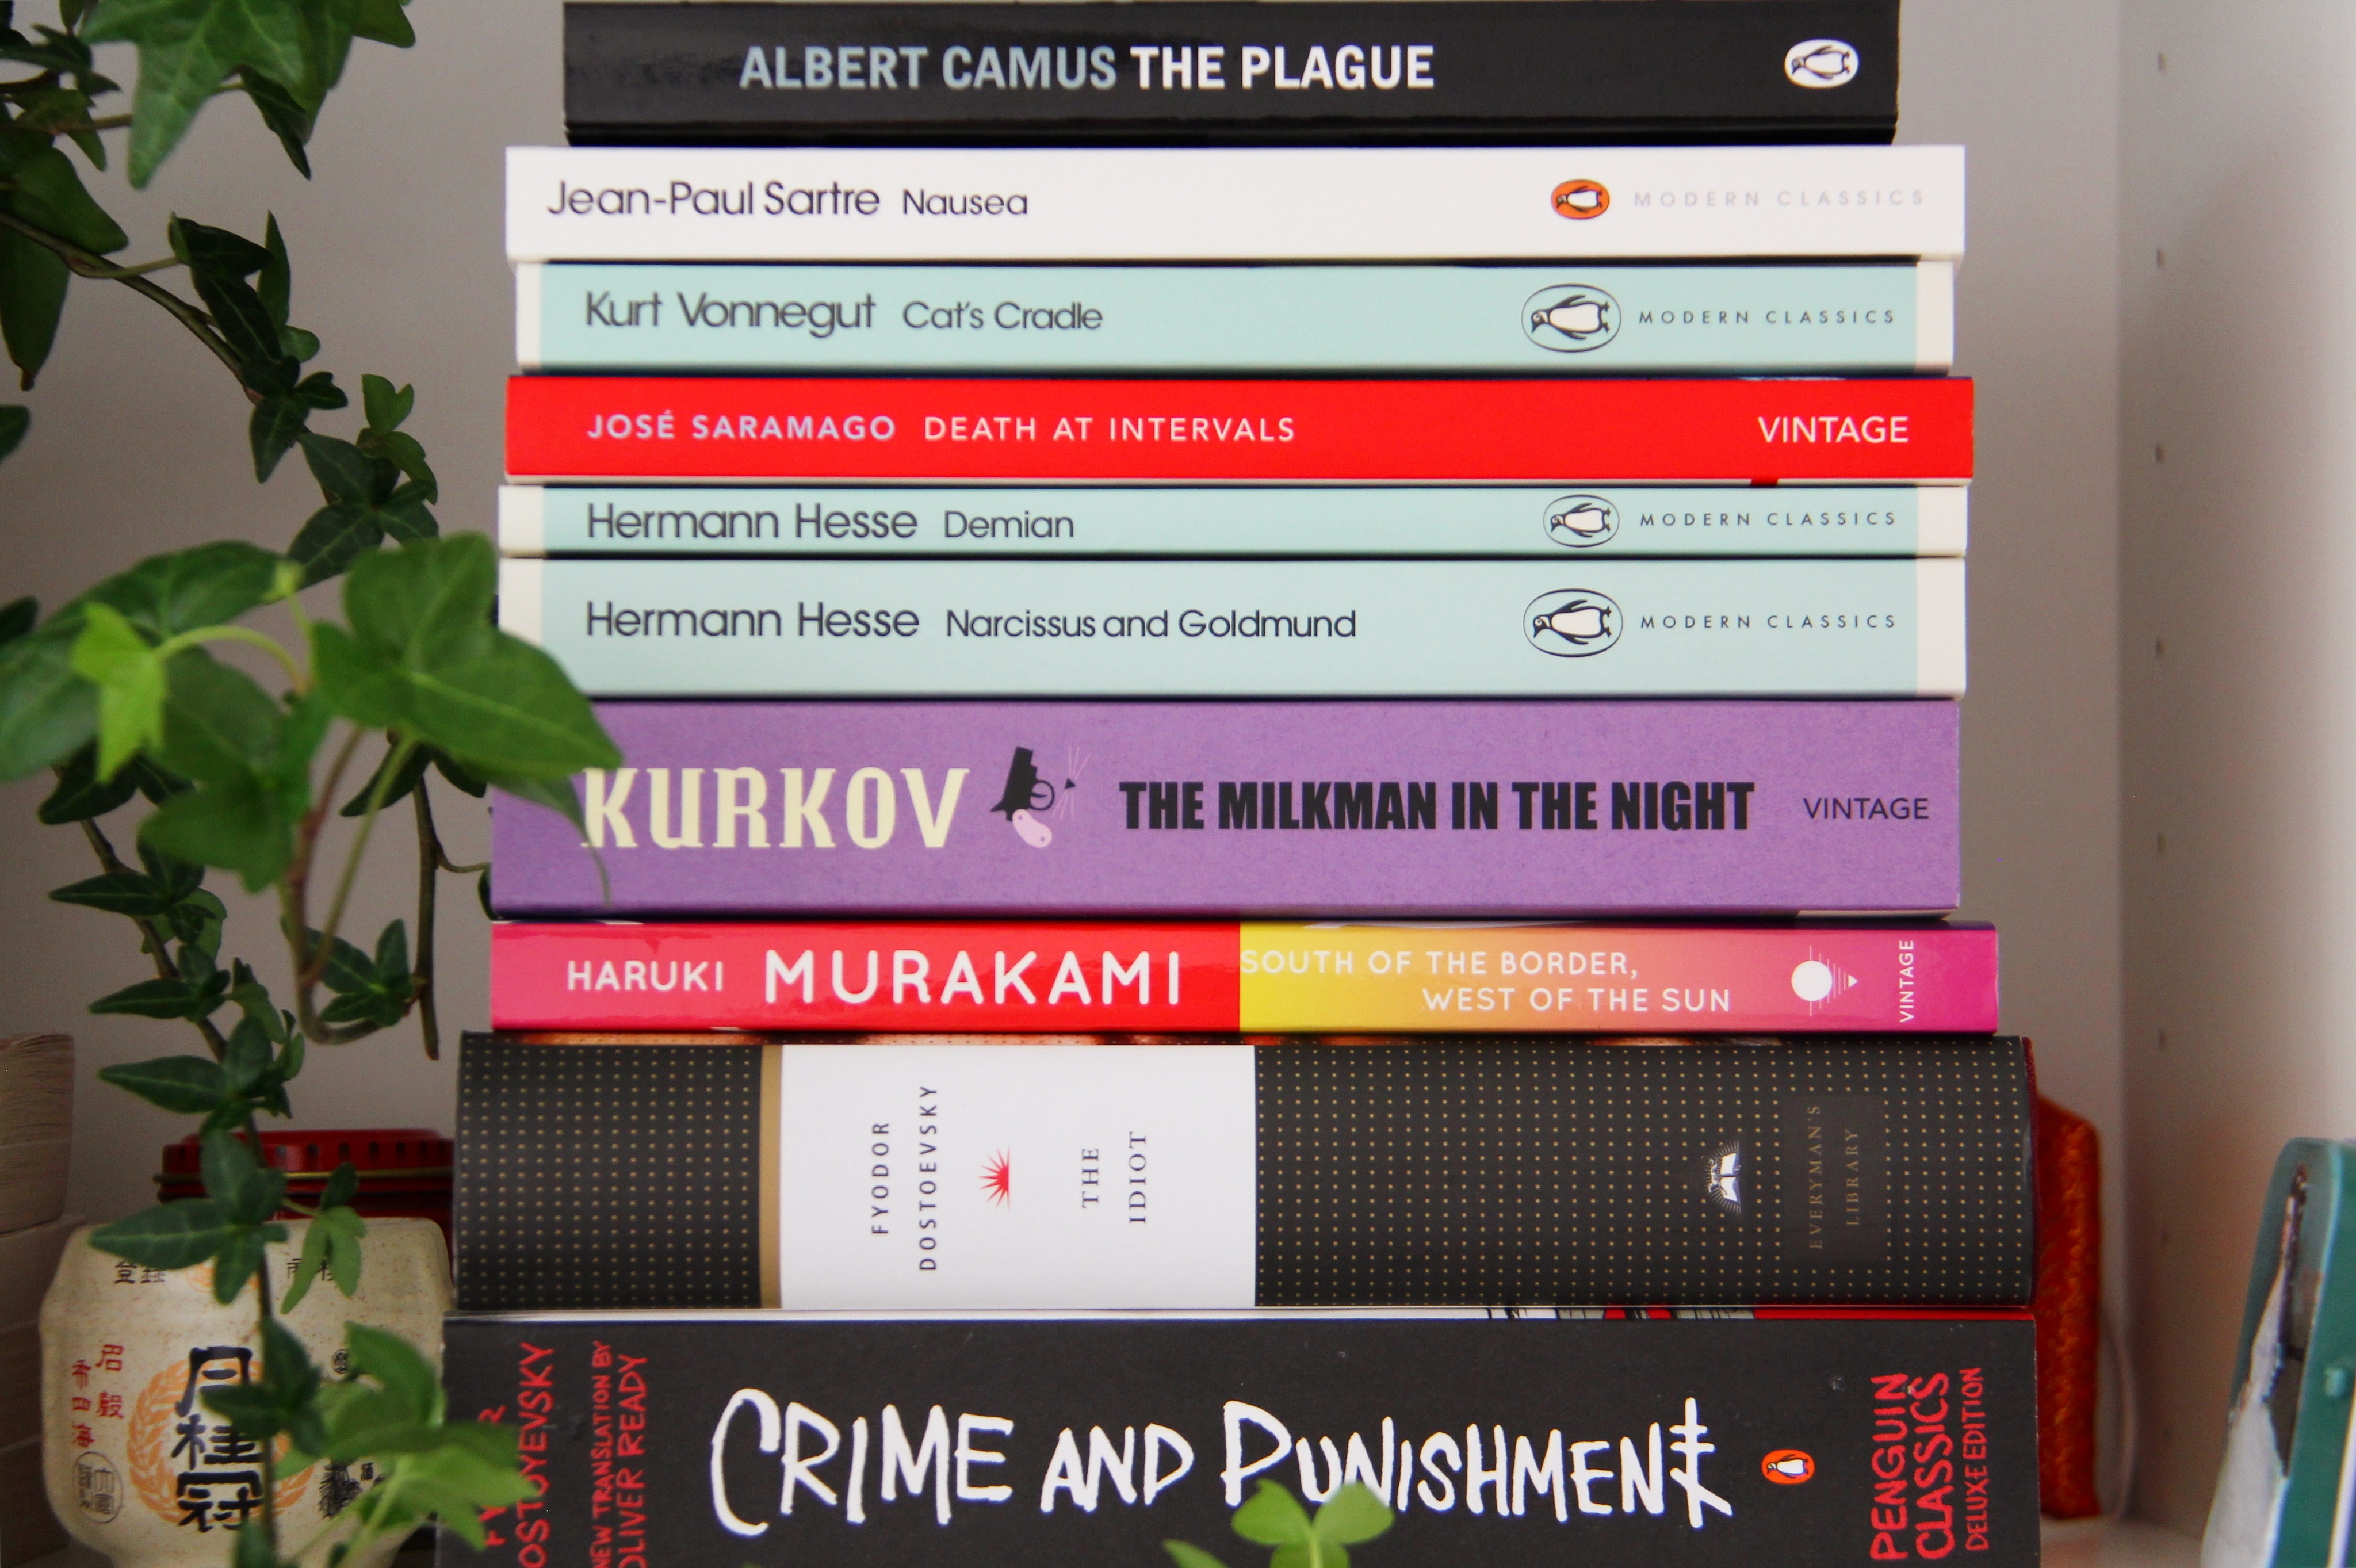 ALBERT CAMUS THE PLAGUE
Jean-Paul Sartre Nausea MODERN CLASSICS
Kurt Vonnegut Cat's Cradle MODERN CLASSICS
JOSÉ SARAMAGO DEATH AT INTERVALS VINTAGE
Hermann Hesse Demian MODERN CLASSICS
Hermann Hesse Narcissus and Goldmund MODERN CLASSICS
KURKOV THE MILKMAN IN THE NIGHT VINTAGE
HARUKI MURAKAMI SOUTH OF THE BORDER,
WEST OF THE SUN
VINTAGE
FYODOR
DOSTOEVSKY
THE
IDIOT
EVERYMAN'S
LIBRARY
NEW TRANSLATION BY
OLIVER READY
CRIME AND PUNISHMENT
PENGUIN
CLASSICS
DELUXE EDITION
月桂冠